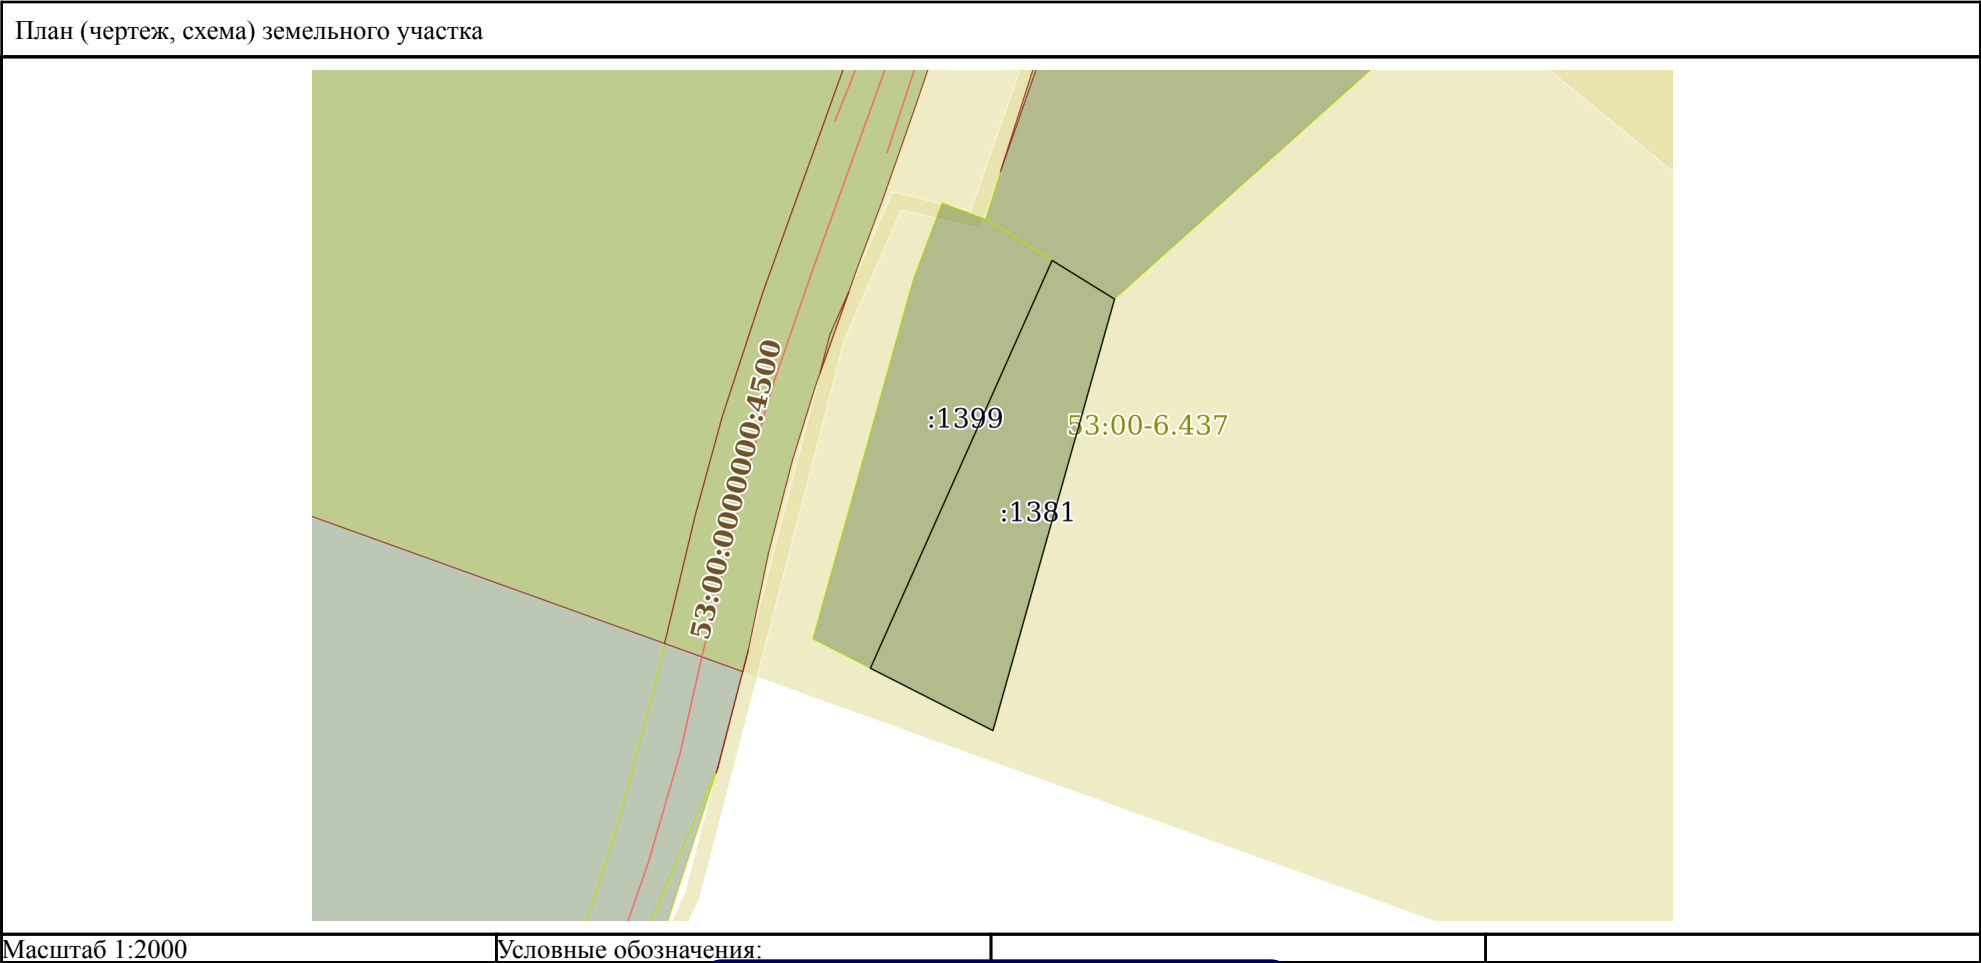 План (чертеж, схема) земельного участка
53:00:0000000:4500
:1399
53:00-6.437
:1381
Масштаб 1:2000
Условные обозначения: